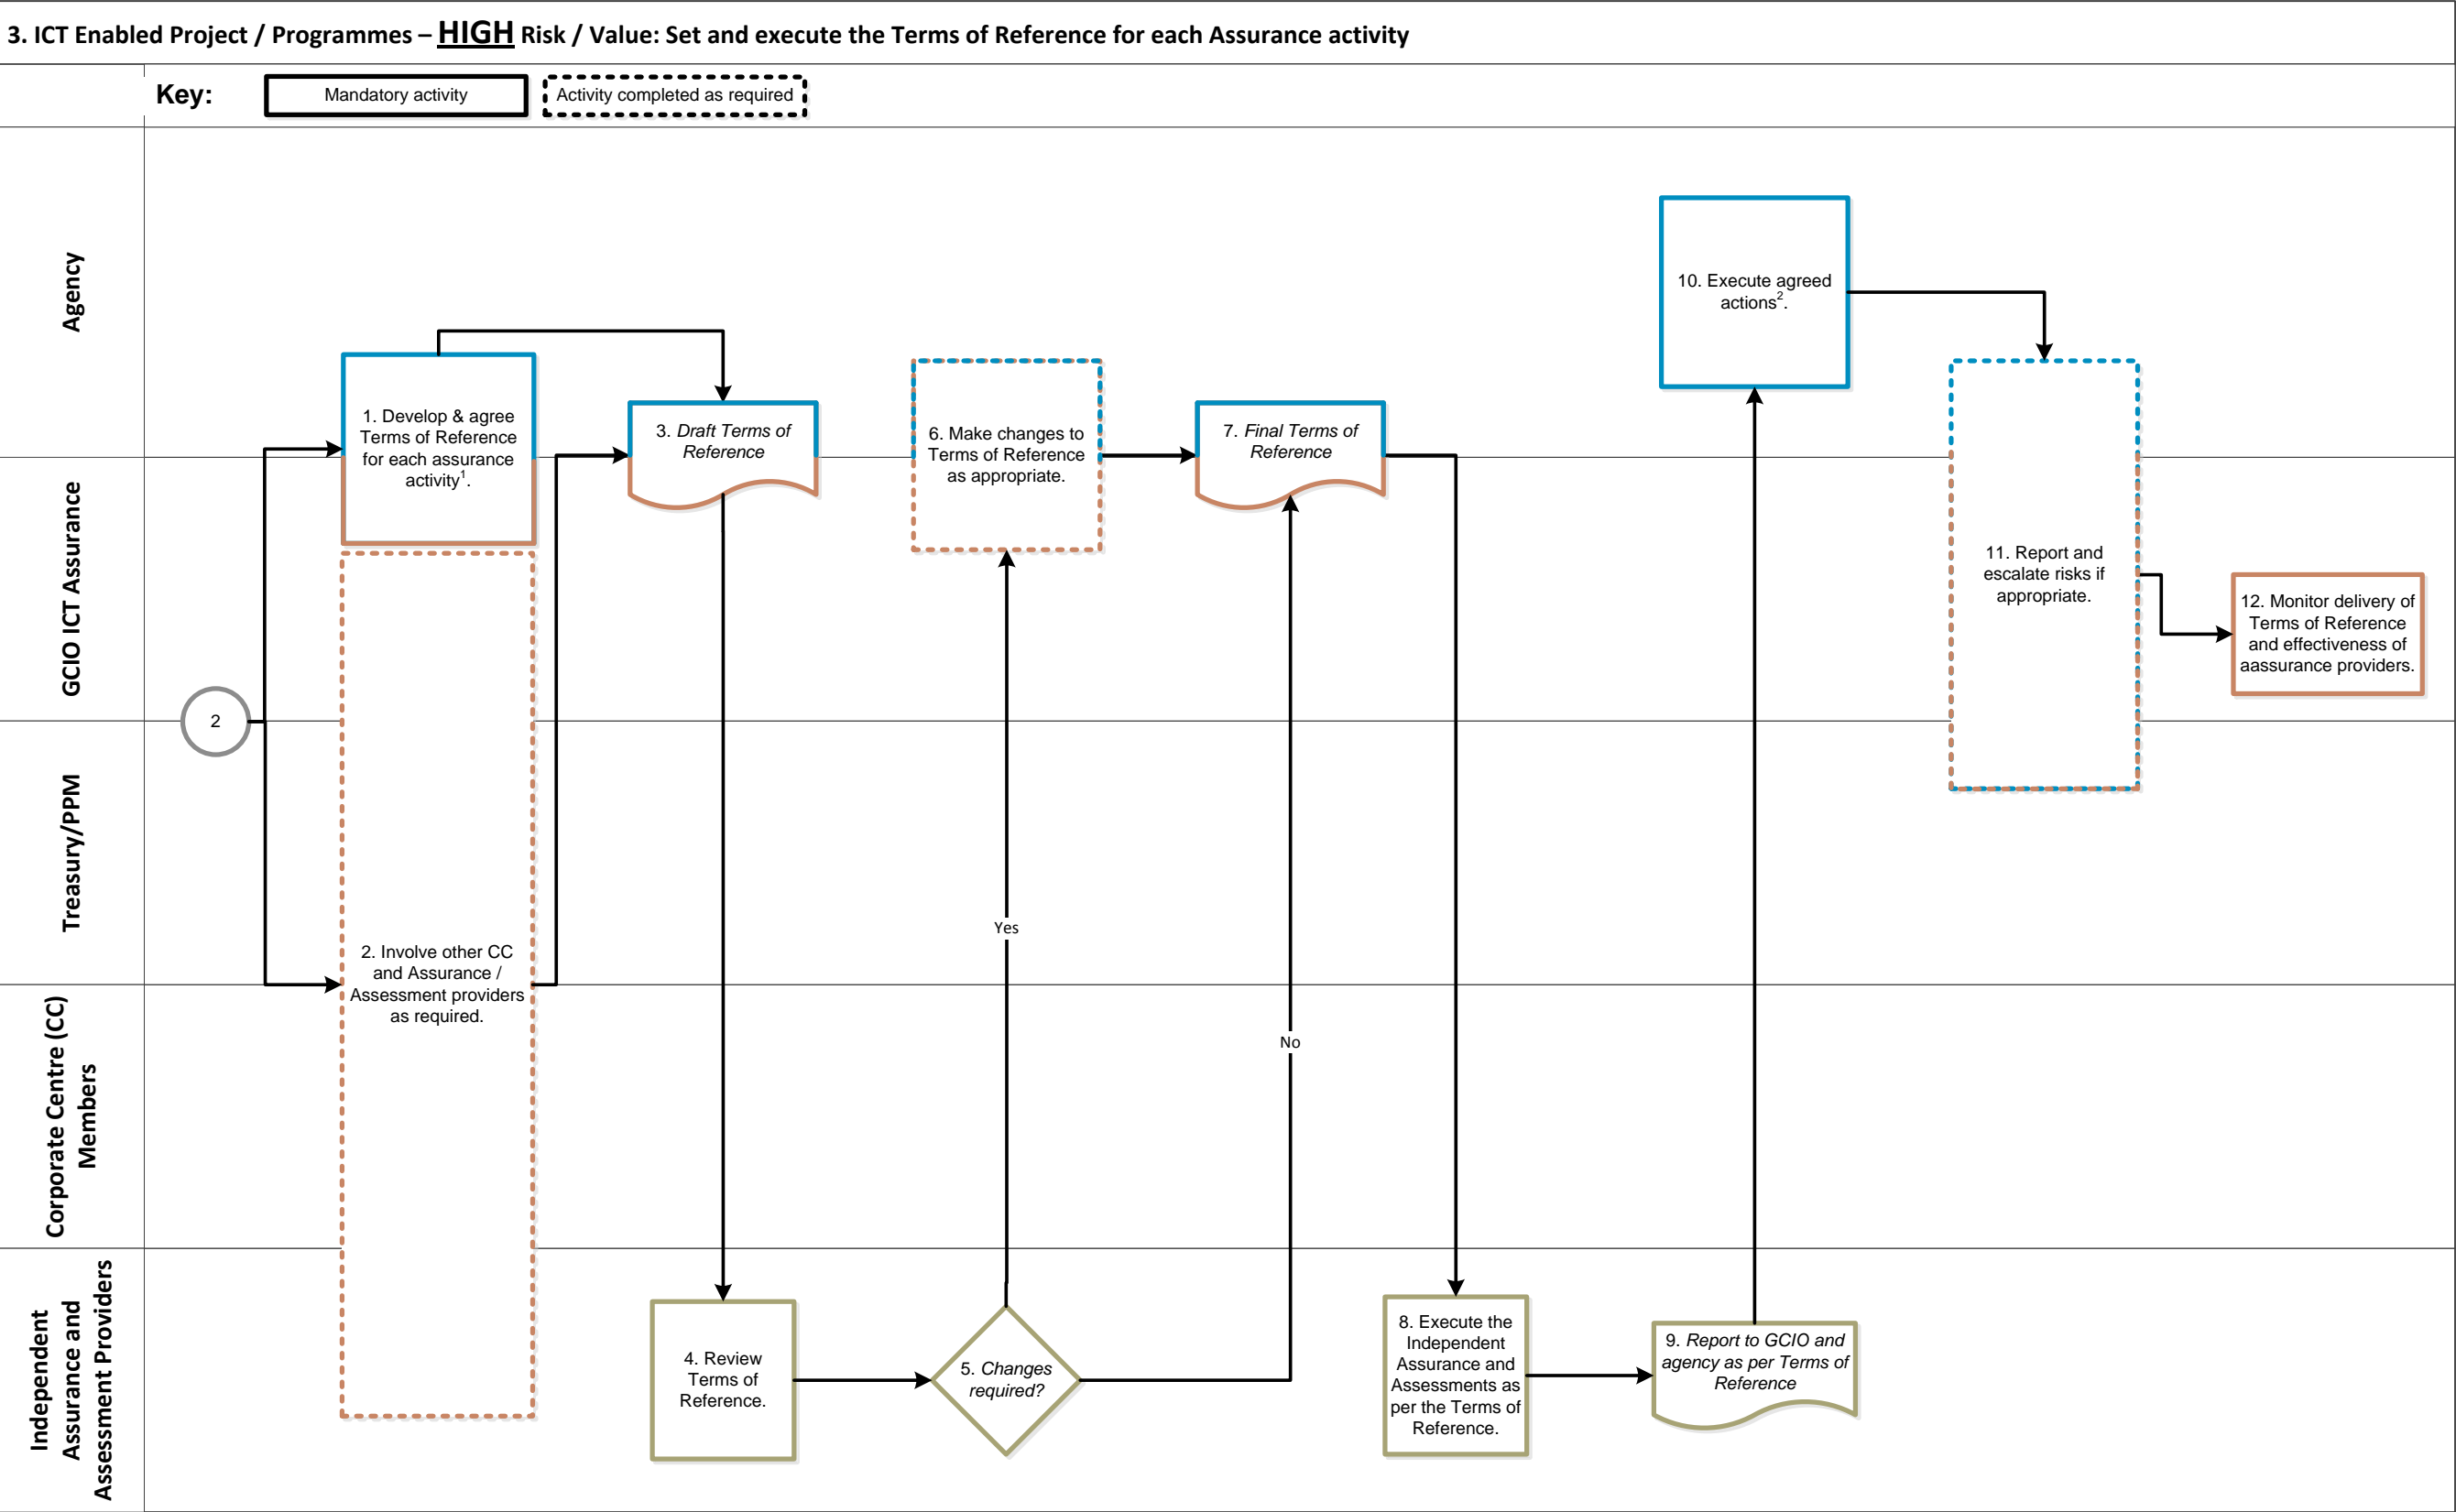 3. ICT Enabled Project / Programmes – HIGH Risk / Value: Set and execute the Terms of Reference for each Assurance activity
Key:
Mandatory activity
Activity completed as required
Agency
GCIO ICT Assurance
Treasury/PPM
Corporate Centre (CC)
Members
Independent
Assurance and
Assessment Providers
2
1. Develop & agree
Terms of Reference
for each assurance
activity1.
2. Involve other CC
and Assurance /
Assessment providers
as required.
3. Draft Terms of
Reference
4. Review
Terms of
Reference.
5. Changes
required?
Yes
No
6. Make changes to
Terms of Reference
as appropriate.
7. Final Terms of
Reference
8. Execute the
Independent
Assurance and
Assessments as
per the Terms of
Reference.
9. Report to GCIO and
agency as per Terms of
Reference
10. Execute agreed
actions2.
11. Report and
escalate risks if
appropriate.
12. Monitor delivery of
Terms of Reference
and effectiveness of
aassurance providers.